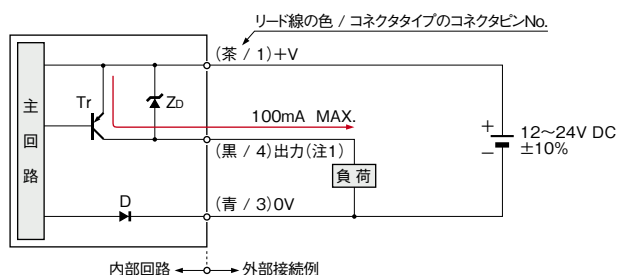 リード線の色 / コネクタタイプのコネクタピンNo.
(茶 / 1)+V
主回路
Tr
ZD
100mA MAX.
(黒 / 4)出力(注1)
負荷
+
−
12〜24V DC
±10%
D
(青 / 3)0V
内部回路
外部接続例